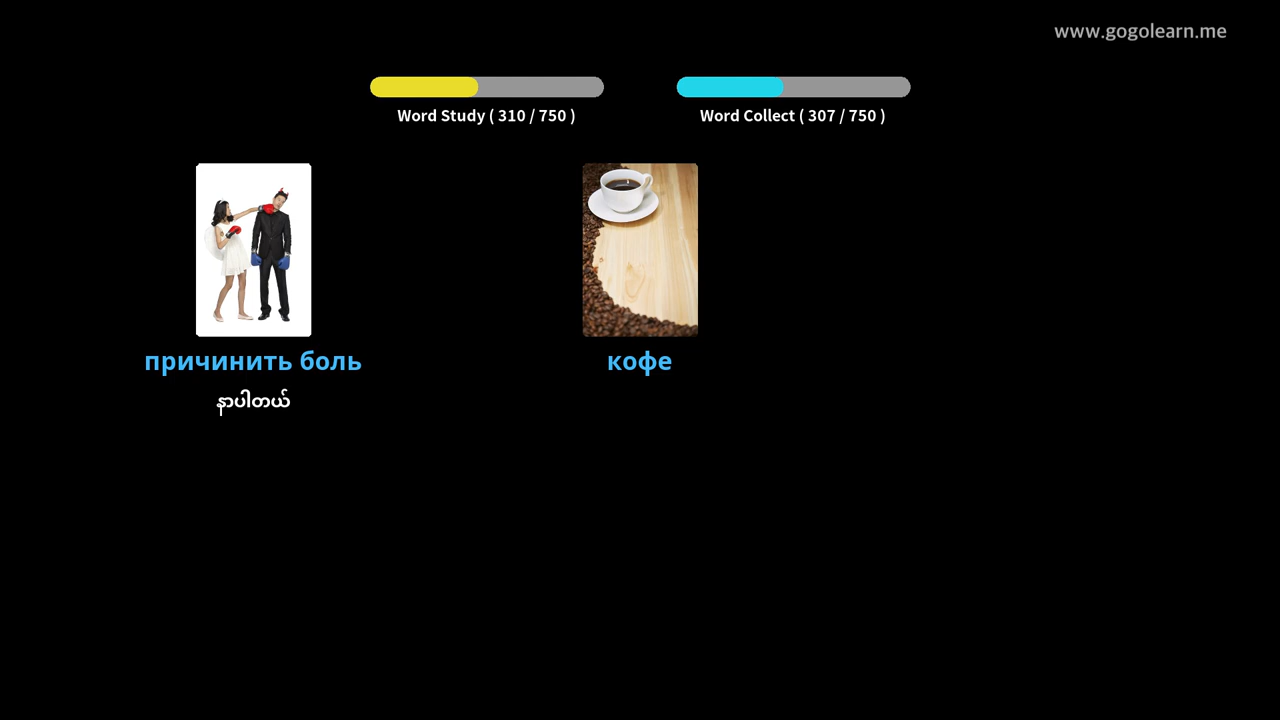 www.gogolearn.me
Word Study ( 310 / 750 )
Word Collect ( 307 / 750 )
причинить боль
кофе
နာပါတယ်